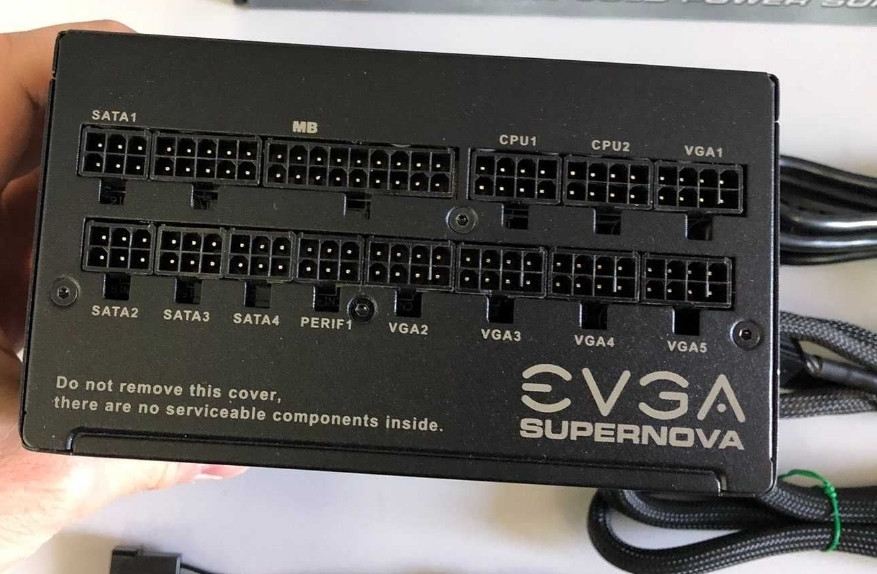 POWER
SATA1
MB
CPU1
CPU2
VGA1
SATA2
SATA3
SATA4
PERIF1
VGA2
VGA3
VGA4
VGA5
Do not remove this cover,
there are no serviceable components inside.
EVGA
SUPERNOVA